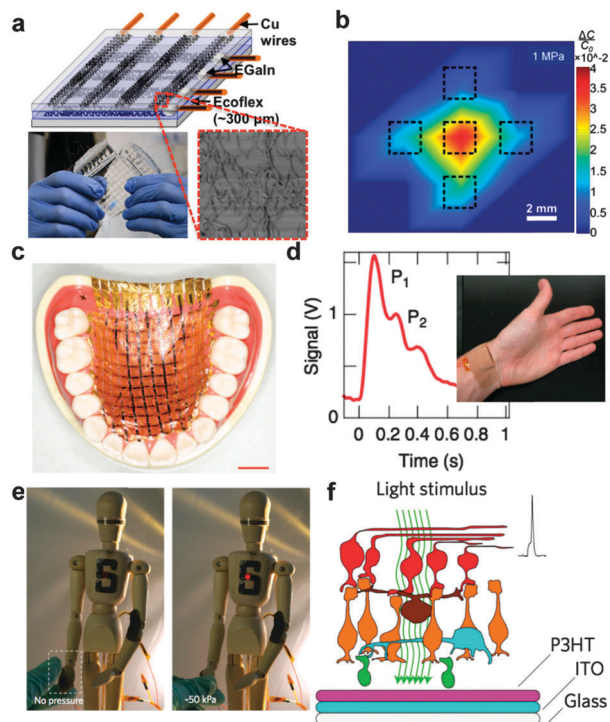 a
Cu
wires
EGaIn
Ecoflex
(~300 µm)
b
1 MPa
2 mm
ΔC
C₀
×10^-2
4
3.5
3
2.5
2
1.5
1
0.5
0
c
d
Signal (V)
1
0
P₁
P₂
0 0.2 0.4 0.6 0.8 1
Time (s)
e
No pressure
S
~50 kPa
S
f
Light stimulus
P3HT
ITO
Glass